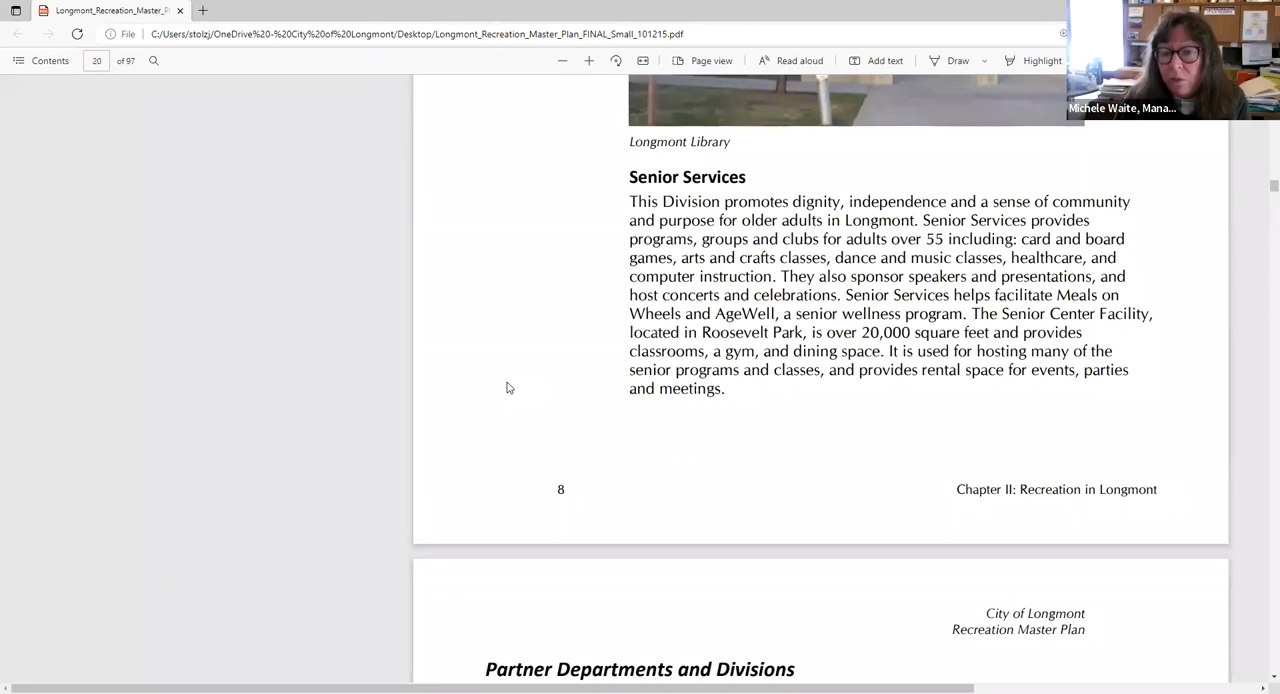 Longmont_Recreation_Master_P
File
C:/Users/stolzj/OneDrive%20-%20City%20of%20Longmont/Desktop/Longmont_Recreation_Master_Plan_FINAL_Small_101215.pdf
Contents
20
of 97
Page view
Read aloud
Add text
Draw
Highlight
Michele Waite, Mana...
Longmont Library
Senior Services
This Division promotes dignity, independence and a sense of community
and purpose for older adults in Longmont. Senior Services provides
programs, groups and clubs for adults over 55 including: card and board
games, arts and crafts classes, dance and music classes, healthcare, and
computer instruction. They also sponsor speakers and presentations, and
host concerts and celebrations. Senior Services helps facilitate Meals on
Wheels and AgeWell, a senior wellness program. The Senior Center Facility,
located in Roosevelt Park, is over 20,000 square feet and provides
classrooms, a gym, and dining space. It is used for hosting many of the
senior programs and classes, and provides rental space for events, parties
and meetings.
8
Chapter II: Recreation in Longmont
City of Longmont
Recreation Master Plan
Partner Departments and Divisions